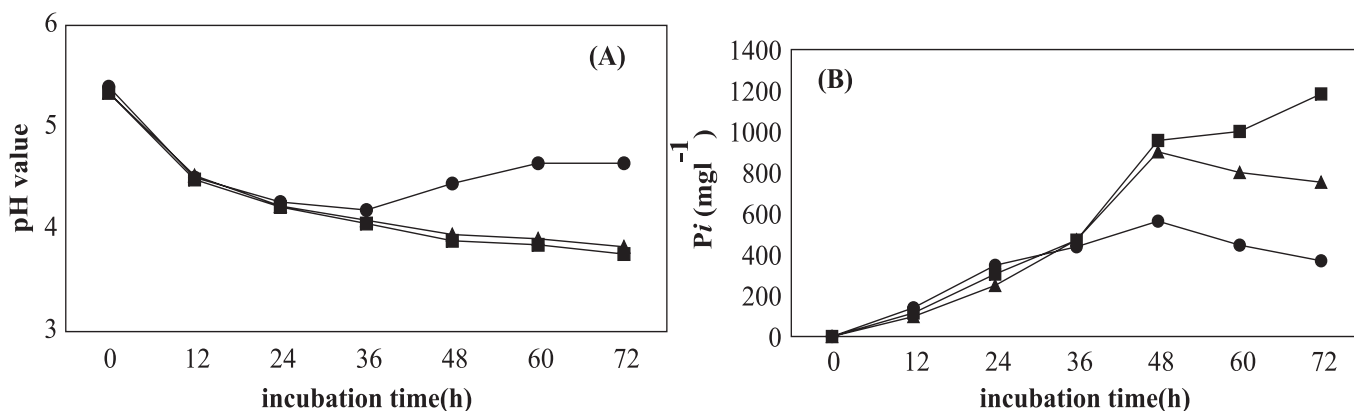 (A)
pH value
6
5
4
3
0 12 24 36 48 60 72
incubation time(h)
(B)
Pi (mgl-1)
1400
1200
1000
800
600
400
200
0
0 12 24 36 48 60 72
incubation time(h)